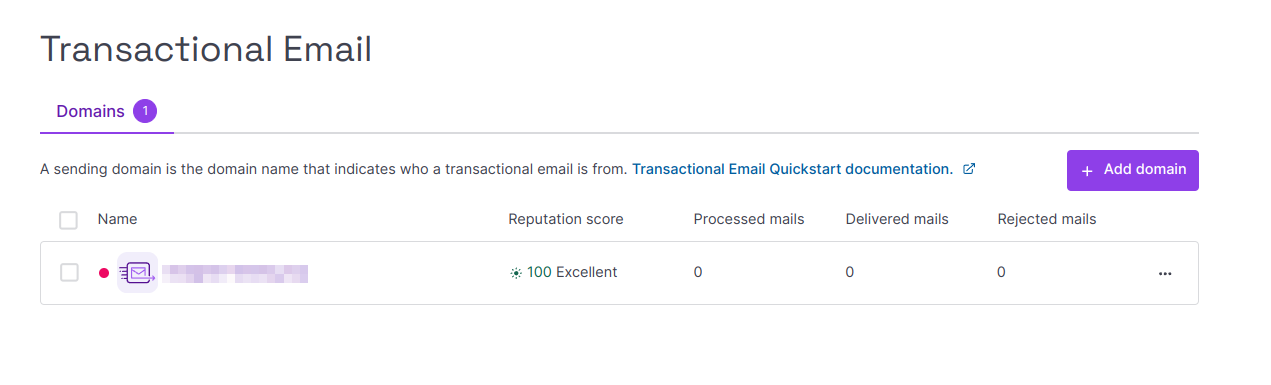 Transactional Email
Domains 1
A sending domain is the domain name that indicates who a transactional email is from. Transactional Email Quickstart documentation.
+ Add domain
Name Reputation score Processed mails Delivered mails Rejected mails
100 Excellent 0 0 0